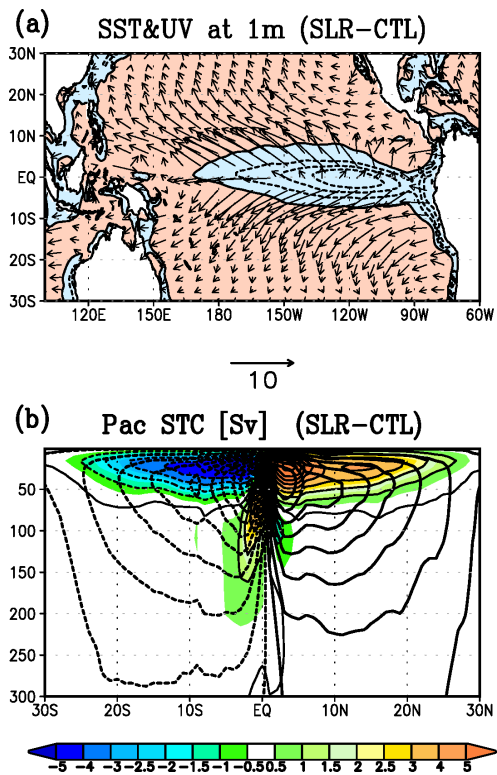 (a) SST&UV at 1m (SLR-CTL)
30N
20N
10N
EQ
10S
20S
30S
120E 150E 180 150W 120W 90W 60W
10
(b) Pac STC [Sv] (SLR-CTL)
50
100
150
200
250
300
30S 20S 10S EQ 10N 20N 30N
-5 -4 -3 -2 -1.5 -1 -0.5 0.5 1 1.5 2 2.5 3 4 5